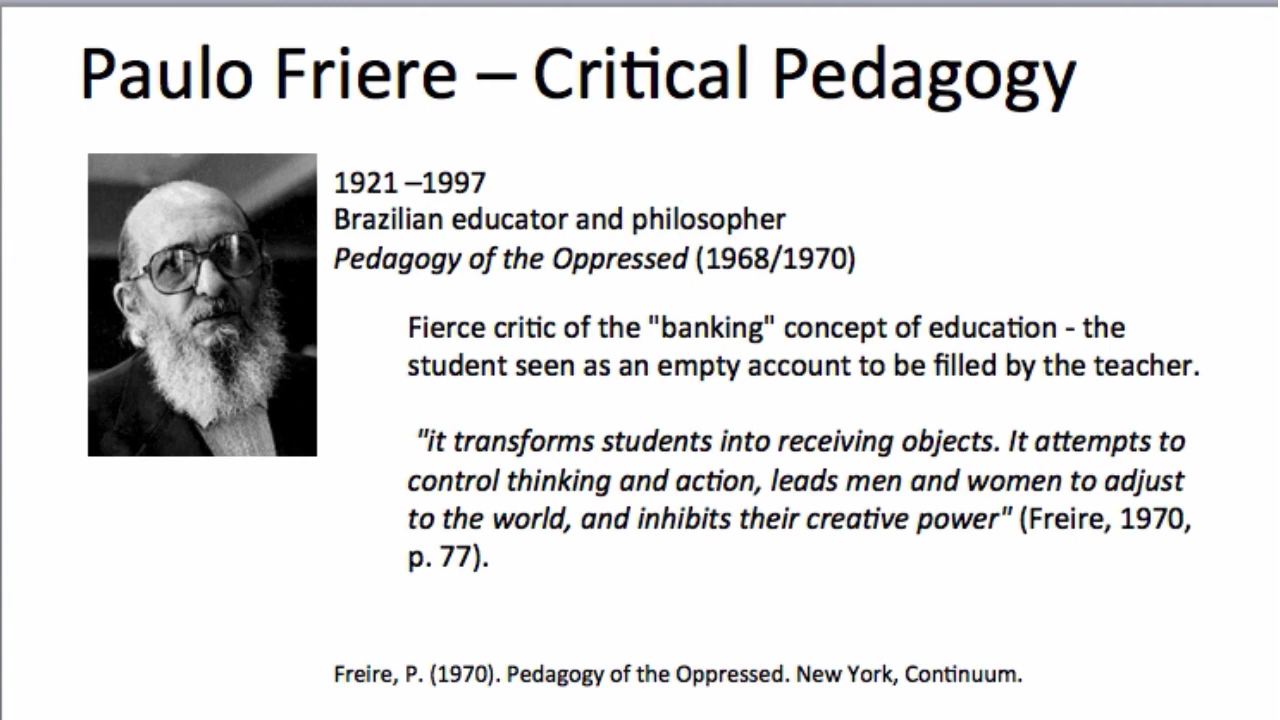 Paulo Friere – Critical Pedagogy
1921 –1997
Brazilian educator and philosopher
Pedagogy of the Oppressed (1968/1970)
Fierce critic of the "banking" concept of education - the
student seen as an empty account to be filled by the teacher.
"it transforms students into receiving objects. It attempts to
control thinking and action, leads men and women to adjust
to the world, and inhibits their creative power" (Freire, 1970,
p. 77).
Freire, P. (1970). Pedagogy of the Oppressed. New York, Continuum.